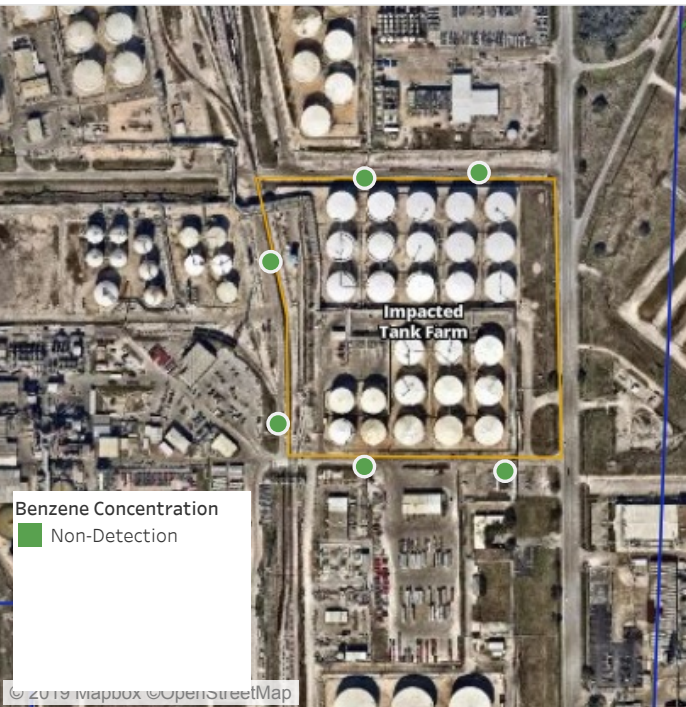 Impacted
Tank Farm
Benzene Concentration
Non-Detection
© 2019 Mapbox ©OpenStreetMap